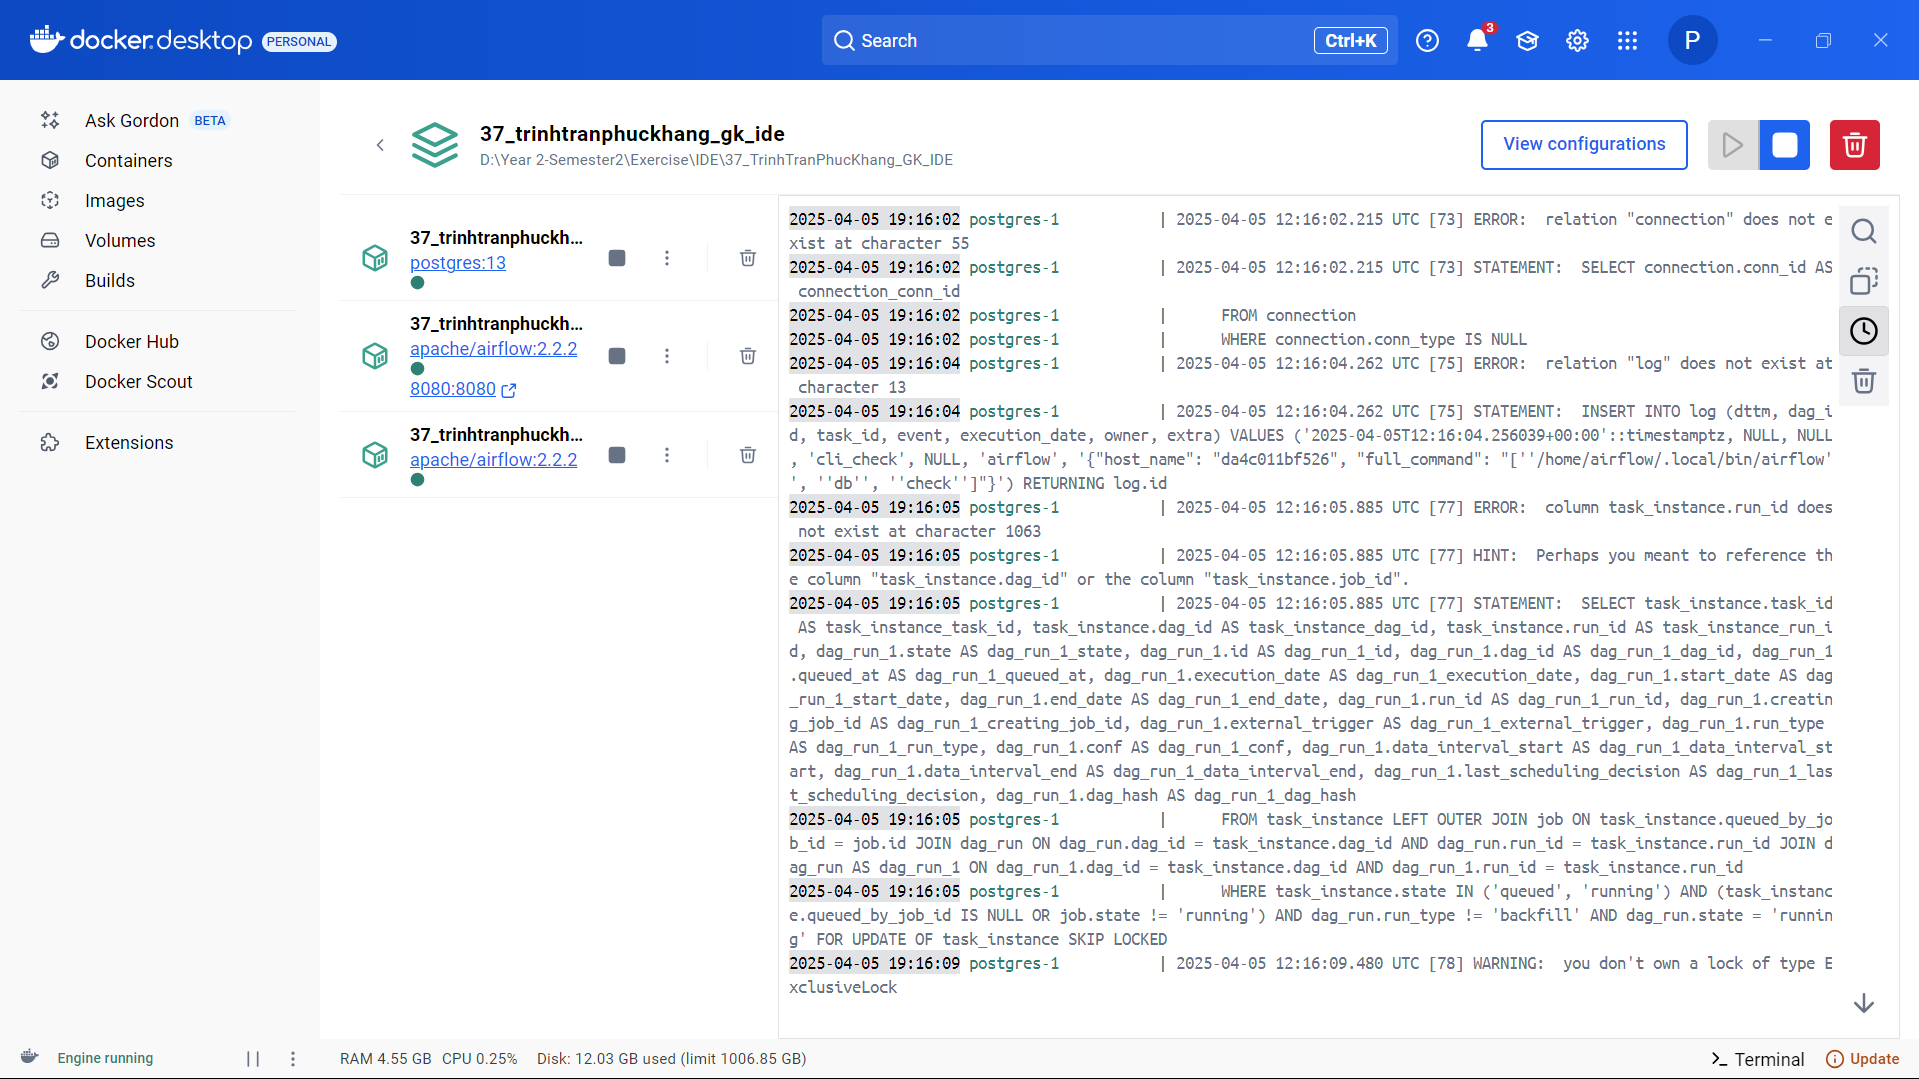 docker.desktop PERSONAL
Search
Ctrl+K
3
P
Ask Gordon BETA
Containers
Images
Volumes
Builds
Docker Hub
Docker Scout
Extensions
37_trinhtranphuckhang_gk_ide
D:\Year 2-Semester2\Exercise\IDE\37_TrinhTranPhucKhang_GK_IDE
View configurations
37_trinhtranphuckh...
postgres:13
37_trinhtranphuckh...
apache/airflow:2.2.2
8080:8080
37_trinhtranphuckh...
apache/airflow:2.2.2
2025-04-05 19:16:02 postgres-1 | 2025-04-05 12:16:02.215 UTC [73] ERROR: relation "connection" does not e
xist at character 55
2025-04-05 19:16:02 postgres-1 | 2025-04-05 12:16:02.215 UTC [73] STATEMENT: SELECT connection.conn_id AS
connection_conn_id
2025-04-05 19:16:02 postgres-1 | FROM connection
2025-04-05 19:16:02 postgres-1 | WHERE connection.conn_type IS NULL
2025-04-05 19:16:04 postgres-1 | 2025-04-05 12:16:04.262 UTC [75] ERROR: relation "log" does not exist at
character 13
2025-04-05 19:16:04 postgres-1 | 2025-04-05 12:16:04.262 UTC [75] STATEMENT: INSERT INTO log (dttm, dag_i
d, task_id, event, execution_date, owner, extra) VALUES ('2025-04-05T12:16:04.256039+00:00'::timestamptz, NULL, NULL
, 'cli_check', NULL, 'airflow', '{"host_name": "da4c011bf526", "full_command": "[''/home/airflow/.local/bin/airflow'
', ''db'', ''check'']"}') RETURNING log.id
2025-04-05 19:16:05 postgres-1 | 2025-04-05 12:16:05.885 UTC [77] ERROR: column task_instance.run_id does
not exist at character 1063
2025-04-05 19:16:05 postgres-1 | 2025-04-05 12:16:05.885 UTC [77] HINT: Perhaps you meant to reference th
e column "task_instance.dag_id" or the column "task_instance.job_id".
2025-04-05 19:16:05 postgres-1 | 2025-04-05 12:16:05.885 UTC [77] STATEMENT: SELECT task_instance.task_id
AS task_instance_task_id, task_instance.dag_id AS task_instance_dag_id, task_instance.run_id AS task_instance_run_i
d, dag_run_1.state AS dag_run_1_state, dag_run_1.id AS dag_run_1_id, dag_run_1.dag_id AS dag_run_1_dag_id, dag_run_1
.queued_at AS dag_run_1_queued_at, dag_run_1.execution_date AS dag_run_1_execution_date, dag_run_1.start_date AS dag
_run_1_start_date, dag_run_1.end_date AS dag_run_1_end_date, dag_run_1.run_id AS dag_run_1_run_id, dag_run_1.creatin
g_job_id AS dag_run_1_creating_job_id, dag_run_1.external_trigger AS dag_run_1_external_trigger, dag_run_1.run_type
AS dag_run_1_run_type, dag_run_1.conf AS dag_run_1_conf, dag_run_1.data_interval_start AS dag_run_1_data_interval_st
art, dag_run_1.data_interval_end AS dag_run_1_data_interval_end, dag_run_1.last_scheduling_decision AS dag_run_1_las
t_scheduling_decision, dag_run_1.dag_hash AS dag_run_1_dag_hash
2025-04-05 19:16:05 postgres-1 | FROM task_instance LEFT OUTER JOIN job ON task_instance.queued_by_jo
b_id = job.id JOIN dag_run ON dag_run.dag_id = task_instance.dag_id AND dag_run.run_id = task_instance.run_id JOIN d
ag_run AS dag_run_1 ON dag_run_1.dag_id = task_instance.dag_id AND dag_run_1.run_id = task_instance.run_id
2025-04-05 19:16:05 postgres-1 | WHERE task_instance.state IN ('queued', 'running') AND (task_instanc
e.queued_by_job_id IS NULL OR job.state != 'running') AND dag_run.run_type != 'backfill' AND dag_run.state = 'runnin
g' FOR UPDATE OF task_instance SKIP LOCKED
2025-04-05 19:16:09 postgres-1 | 2025-04-05 12:16:09.480 UTC [78] WARNING: you don't own a lock of type E
xclusiveLock
Engine running
RAM 4.55 GB CPU 0.25% Disk: 12.03 GB used (limit 1006.85 GB)
Terminal
Update